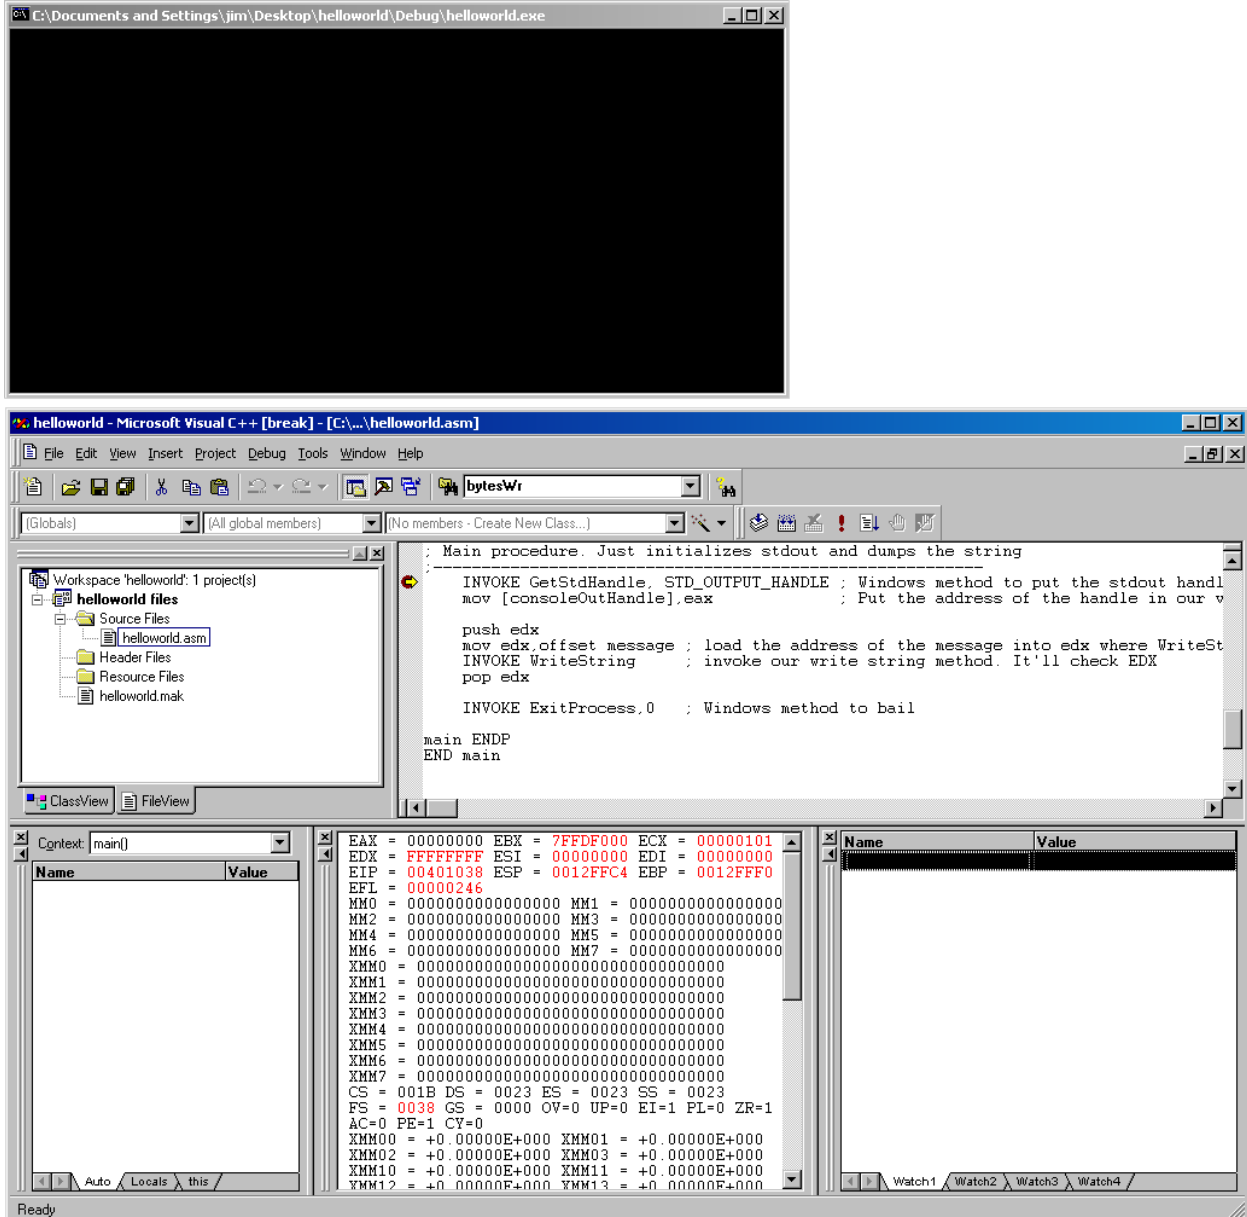 C:\Documents and Settings\jim\Desktop\helloworld\Debug\helloworld.exe
helloworld - Microsoft Visual C++ [break] - [C:\...\helloworld.asm]
File Edit View Insert Project Debug Tools Window Help
bytesWr
(Globals) (All global members) (No members - Create New Class...)
Workspace 'helloworld': 1 project(s)
helloworld files
Source Files
helloworld.asm
Header Files
Resource Files
helloworld.mak
ClassView FileView
; Main procedure. Just initializes stdout and dumps the string
;----------------------------------------------------------------
INVOKE GetStdHandle, STD_OUTPUT_HANDLE ; Windows method to put the stdout handl
mov [consoleOutHandle],eax ; Put the address of the handle in our v
push edx
mov edx,offset message ; load the address of the message into edx where WriteSt
INVOKE WriteString ; invoke our write string method. It'll check EDX
pop edx
INVOKE ExitProcess,0 ; Windows method to bail
main ENDP
END main
Context: main()
Name Value
Auto Locals this
EAX = 00000000 EBX = 7FFDF000 ECX = 00000101
EDX = FFFFFFFF ESI = 00000000 EDI = 00000000
EIP = 00401038 ESP = 0012FFC4 EBP = 0012FFF0
EFL = 00000246
MM0 = 0000000000000000 MM1 = 0000000000000000
MM2 = 0000000000000000 MM3 = 0000000000000000
MM4 = 0000000000000000 MM5 = 0000000000000000
MM6 = 0000000000000000 MM7 = 0000000000000000
XMM0 = 00000000000000000000000000000000
XMM1 = 00000000000000000000000000000000
XMM2 = 00000000000000000000000000000000
XMM3 = 00000000000000000000000000000000
XMM4 = 00000000000000000000000000000000
XMM5 = 00000000000000000000000000000000
XMM6 = 00000000000000000000000000000000
XMM7 = 00000000000000000000000000000000
CS = 001B DS = 0023 ES = 0023 SS = 0023
FS = 0038 GS = 0000 OV=0 UP=0 EI=1 PL=0 ZR=1
AC=0 PE=1 CY=0
XMM00 = +0.00000E+000 XMM01 = +0.00000E+000
XMM02 = +0.00000E+000 XMM03 = +0.00000E+000
XMM10 = +0.00000E+000 XMM11 = +0.00000E+000
XMM12 = +0.00000E+000 XMM13 = +0.00000E+000
Name Value
Watch1 Watch2 Watch3 Watch4
Ready